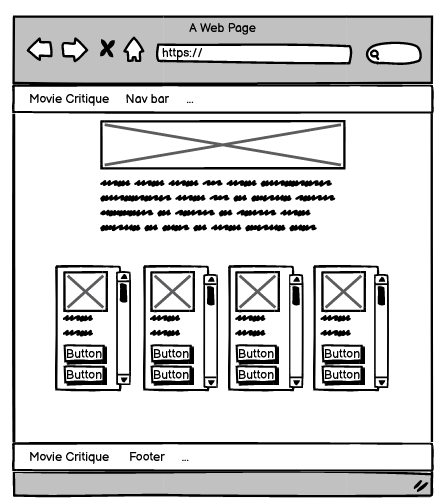 A Web Page
https://
Movie Critique Nav bar ...
Button Button Button Button
Button Button Button Button
Movie Critique Footer ...